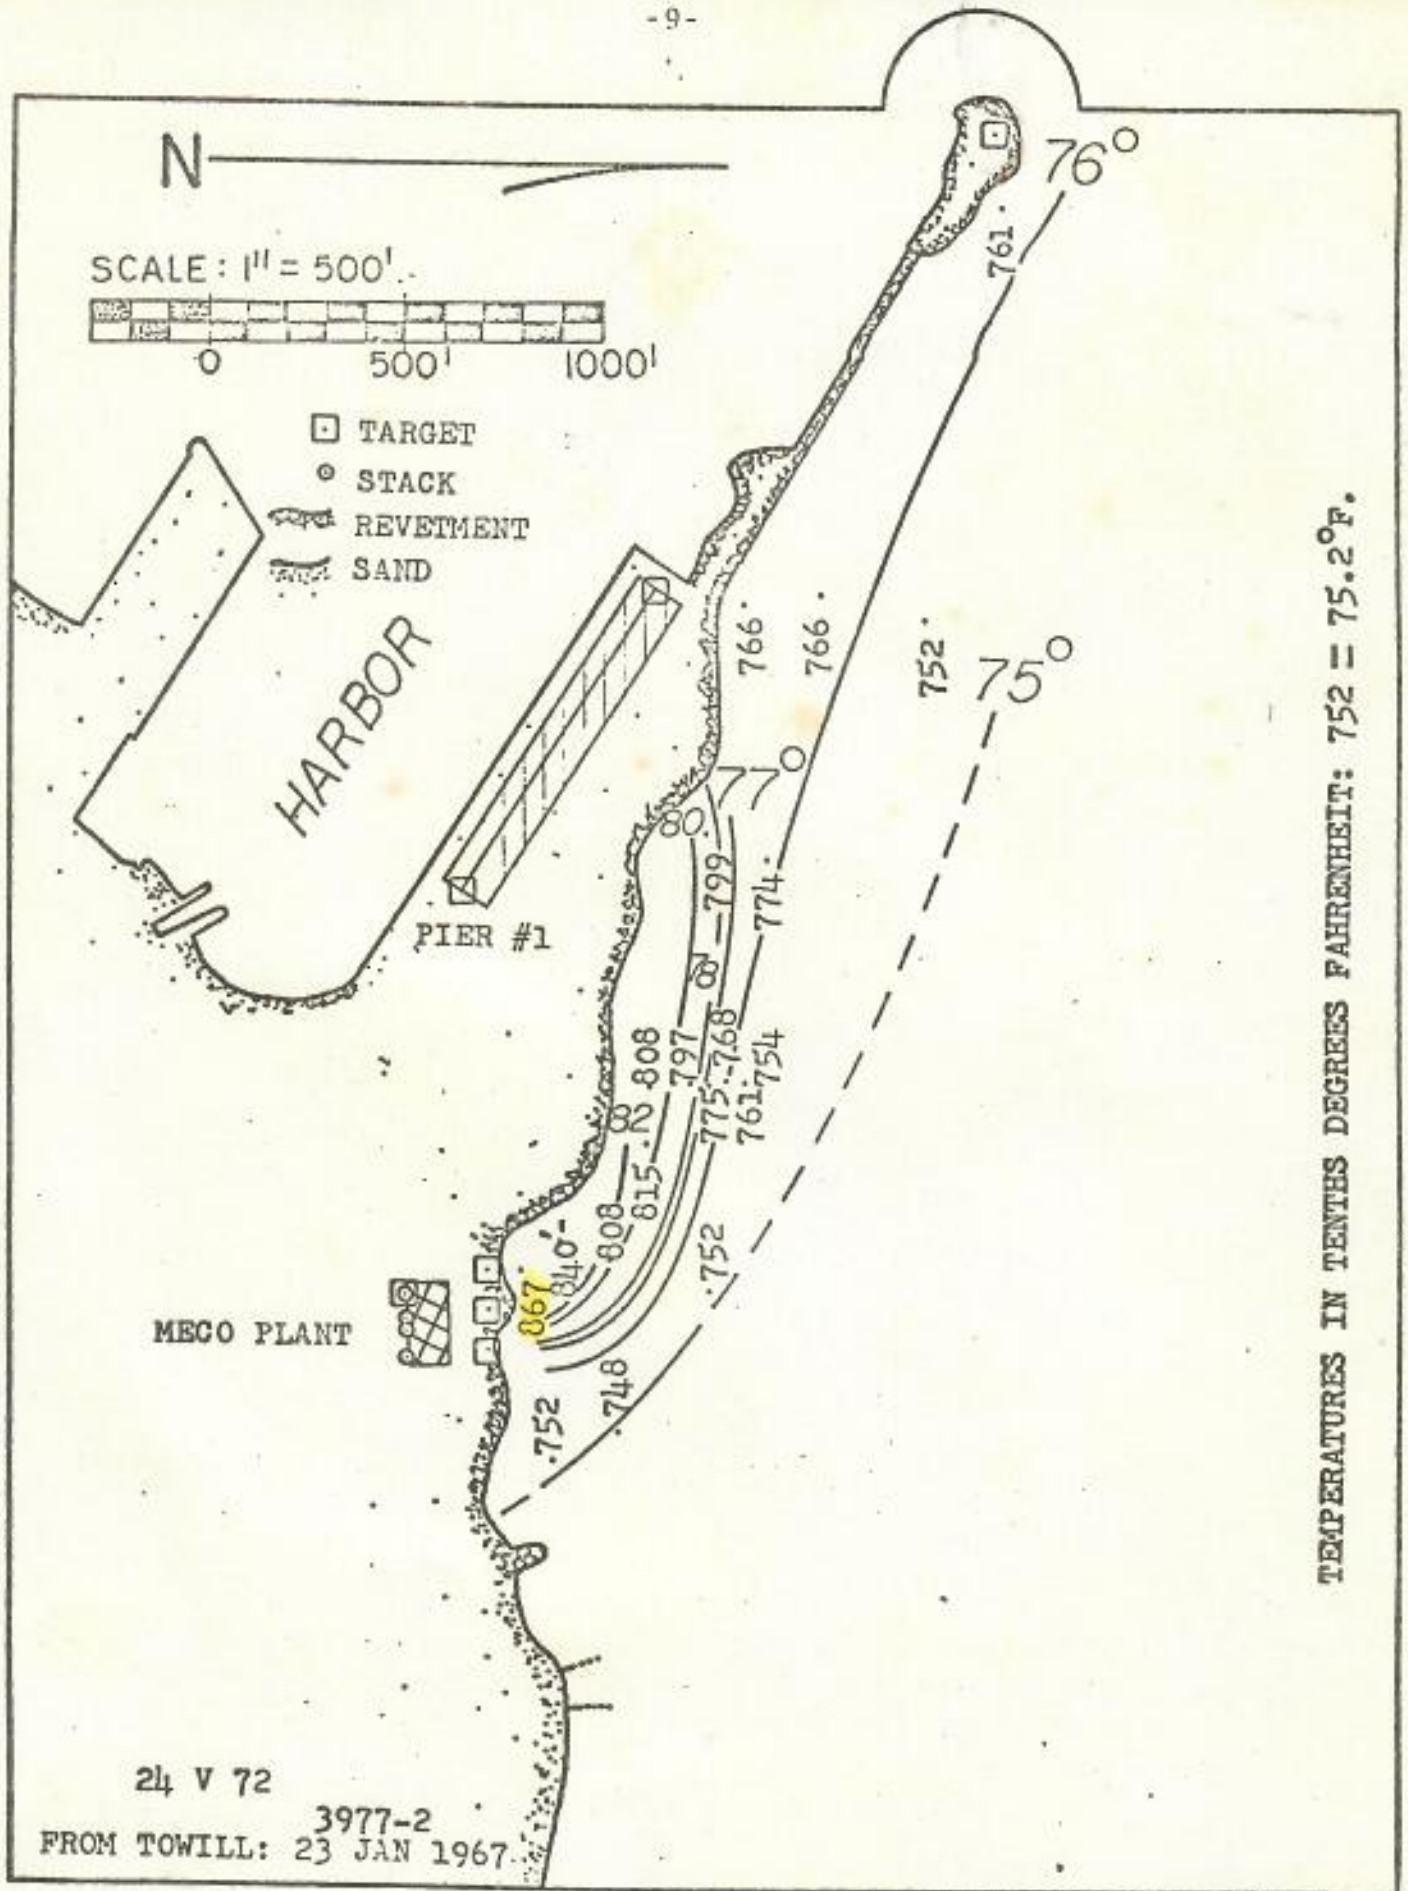 -9-
N
76°
761
SCALE: 1" = 500'
0 500' 1000'
TARGET
STACK
REVETMENT
SAND
HARBOR
766
766
752
75°
77°
80
799
774
PIER #1
78
808
797
768
754
775
761
82
815
808
840
867
752
MECO PLANT
748
752
TEMPERATURES IN TENTHS DEGREES FAHRENHEIT: 752 = 75.2°F.
24 V 72
3977-2
FROM TOWILL: 23 JAN 1967